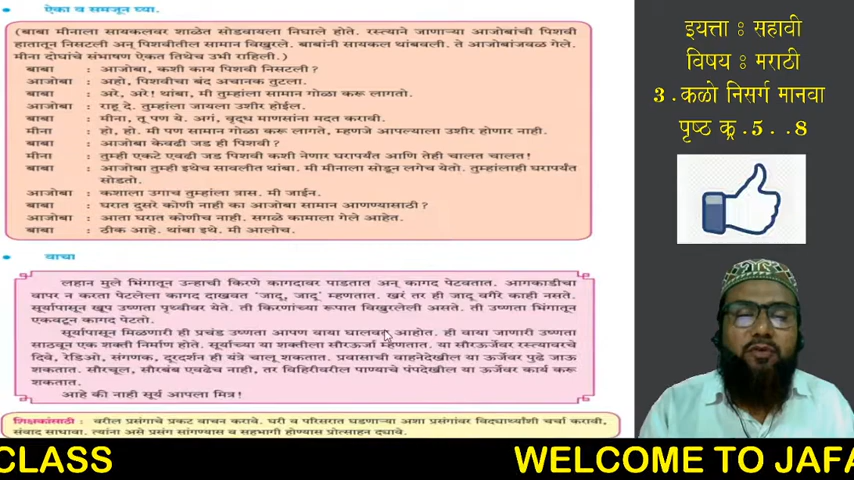 ऐका व समजून घ्या.
(बाबा मीनाला सायकलवर शाळेत सोडवायला निघाले होते. रस्त्याने जाणाऱ्या आजोबांची पिशवी
हातातून निसटली अन् पिशवीतील सामान विखुरले. बाबांनी सायकल थांबवली. ते आजोबांजवळ गेले.
मीना दोघांचे संभाषण ऐकत तिथेच उभी राहिली.)
बाबा : आजोबा, कशी काय पिशवी निसटली?
आजोबा : अहो, पिशवीचा बंद अचानक तुटला.
बाबा : अरे, अरे! थांबा, मी तुम्हांला सामान गोळा करू लागतो.
आजोबा : राहू दे. तुम्हांला जायला उशीर होईल.
बाबा : मीना, तू पण ये. अगं, वृद्ध माणसांना मदत करावी.
मीना : हो, हो. मी पण सामान गोळा करू लागते, म्हणजे आपल्याला उशीर होणार नाही.
बाबा : आजोबा केवढी जड ही पिशवी?
मीना : तुम्ही एकटे एवढी जड पिशवी कशी नेणार घरापर्यंत आणि तेही चालत चालत!
बाबा : आजोबा तुम्ही इथेच सावलीत थांबा. मी मीनाला सोडून लगेच येतो. तुम्हांलाही घरापर्यंत
सोडतो.
आजोबा : कशाला उगाच तुम्हांला त्रास. मी जाईन.
बाबा : घरात दुसरे कोणी नाही का आजोबा सामान आणण्यासाठी?
आजोबा : आता घरात कोणीच नाही. सगळे कामाला गेले आहेत.
बाबा : ठीक आहे. थांबा इथे. मी आलोच.
वाचा
लहान मुले भिंगातून उन्हाची किरणे कागदावर पाडतात अन् कागद पेटवतात. आगकाडीचा
वापर न करता पेटलेला कागद दाखवत 'जादू, जादू' म्हणतात. खरं तर ही जादू वगैरे काही नसते.
सूर्यापासून खूप उष्णता पृथ्वीवर येते. ती किरणांच्या रूपात विखुरलेली असते. ती उष्णता भिंगातून
एकवटून कागद पेटतो.
सूर्यापासून मिळणारी ही प्रचंड उष्णता आपण वाया घालवत आहोत. ही वाया जाणारी उष्णता
साठवून एक शक्ती निर्माण होते. सूर्याच्या या शक्तीला सौरऊर्जा म्हणतात. या सौरऊर्जेवर रस्त्यावरचे
दिवे, रेडिओ, संगणक, दूरदर्शन ही यंत्रे चालू शकतात. प्रवासाची वाहनेदेखील या ऊर्जेवर पुढे जाऊ
शकतात. सौरचूल, सौरबंब एवढेच नाही, तर विहिरीवरील पाण्याचे पंपदेखील या ऊर्जेवर कार्य करू
शकतात.
आहे की नाही सूर्य आपला मित्र!
शिक्षकांसाठी : वरील प्रसंगाचे प्रकट वाचन करावे. घरी व परिसरात घडणाऱ्या अशा प्रसंगांवर विद्यार्थ्यांशी चर्चा करावी,
संवाद साधावा. त्यांना असे प्रसंग सांगण्यास व सहभागी होण्यास प्रोत्साहन द्यावे.
इयत्ता : सहावी
विषय : मराठी
3 .कळो निसर्ग मानवा
पृष्ठ क्र.5 ..8
CLASS
WELCOME TO JAFA